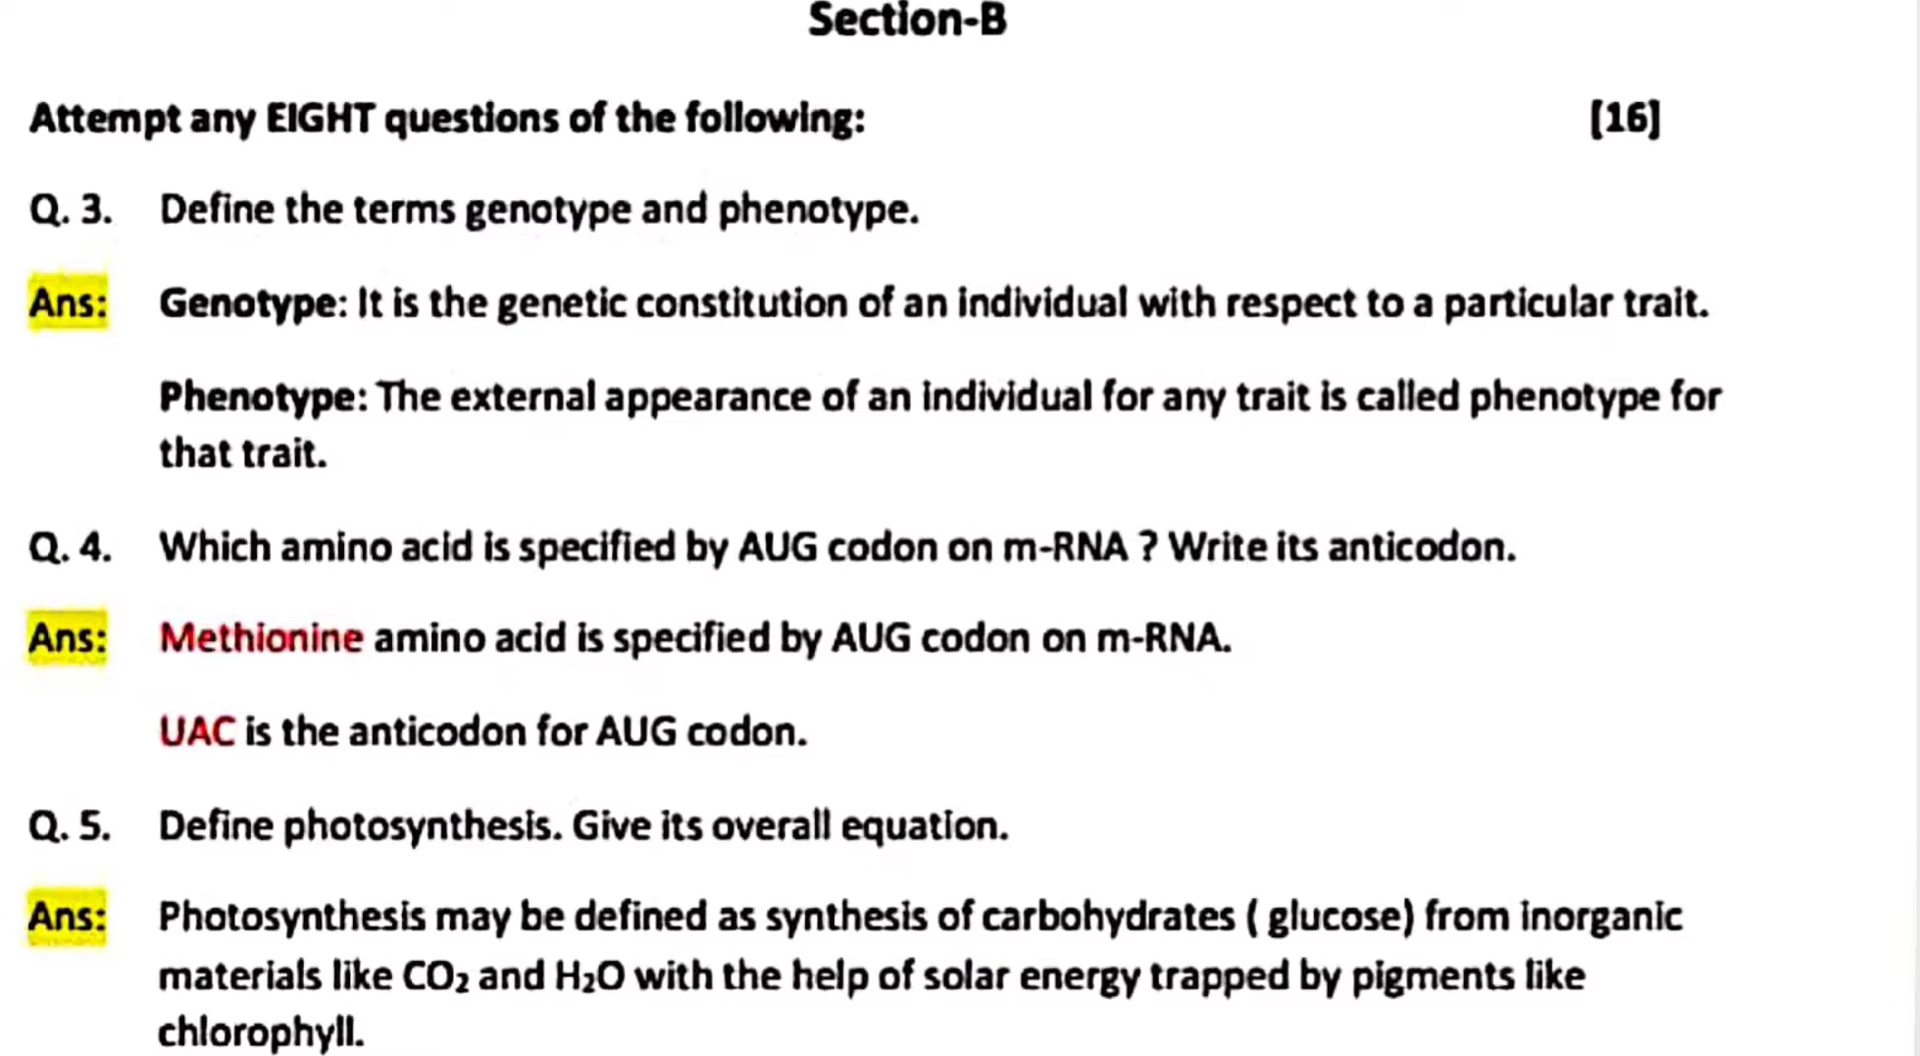 Section-B
Attempt any EIGHT questions of the following: [16]
Q. 3. Define the terms genotype and phenotype.
Ans: Genotype: It is the genetic constitution of an individual with respect to a particular trait.
Phenotype: The external appearance of an individual for any trait is called phenotype for
that trait.
Q. 4. Which amino acid is specified by AUG codon on m-RNA ? Write its anticodon.
Ans: Methionine amino acid is specified by AUG codon on m-RNA.
UAC is the anticodon for AUG codon.
Q. 5. Define photosynthesis. Give its overall equation.
Ans: Photosynthesis may be defined as synthesis of carbohydrates ( glucose) from inorganic
materials like CO₂ and H₂O with the help of solar energy trapped by pigments like
chlorophyll.